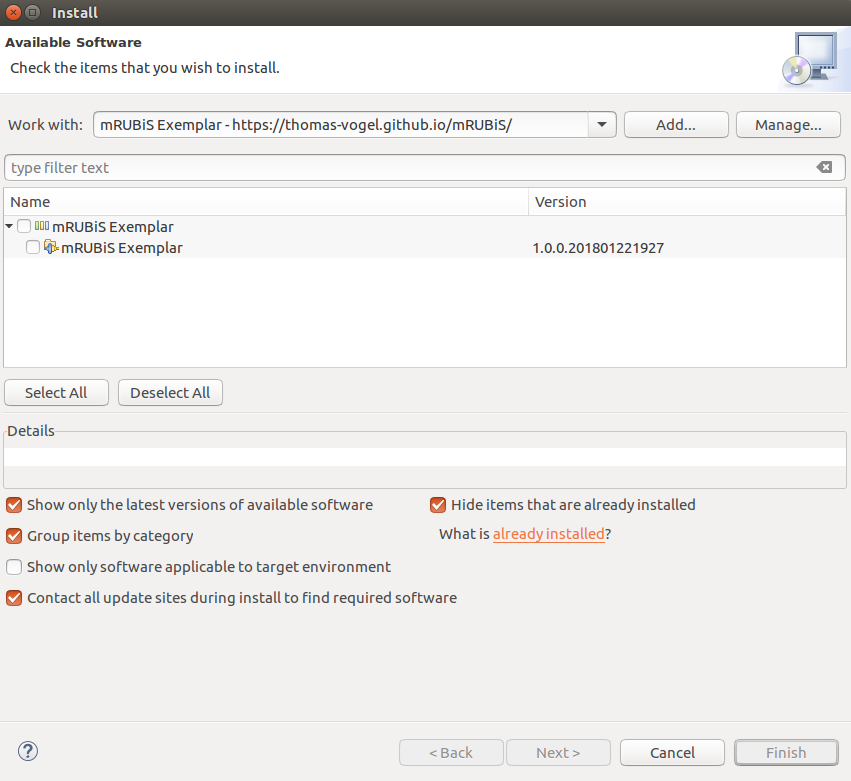 Install
Available Software
Check the items that you wish to install.
Work with: mRUBiS Exemplar - https://thomas-vogel.github.io/mRUBiS/ Add... Manage...
type filter text
Name Version
mRUBiS Exemplar
mRUBiS Exemplar 1.0.0.201801221927
Select All Deselect All
Details
Show only the latest versions of available software Hide items that are already installed
Group items by category What is already installed?
Show only software applicable to target environment
Contact all update sites during install to find required software
? < Back Next > Cancel Finish